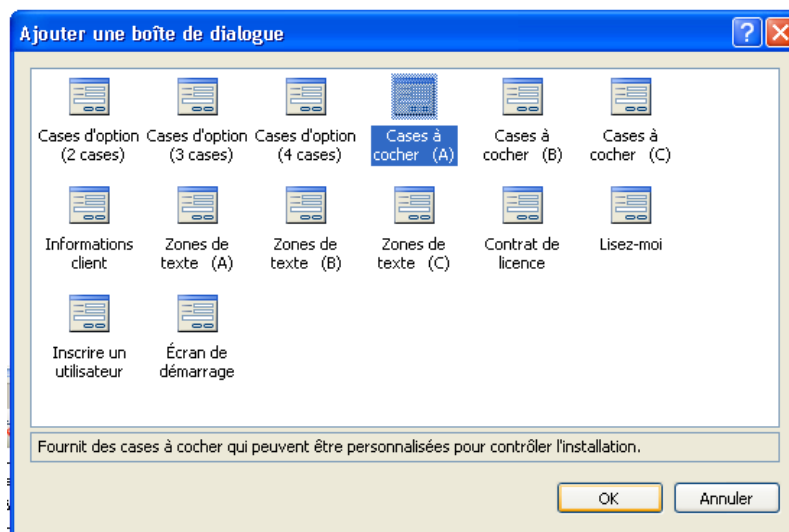 Ajouter une boîte de dialogue
Cases d'option Cases d'option Cases d'option Cases à Cases à Cases à
(2 cases) (3 cases) (4 cases) cocher (A) cocher (B) cocher (C)
Informations Zones de Zones de Zones de Contrat de Lisez-moi
client texte (A) texte (B) texte (C) licence
Inscrire un Écran de
utilisateur démarrage
Fournit des cases à cocher qui peuvent être personnalisées pour contrôler l'installation.
OK Annuler